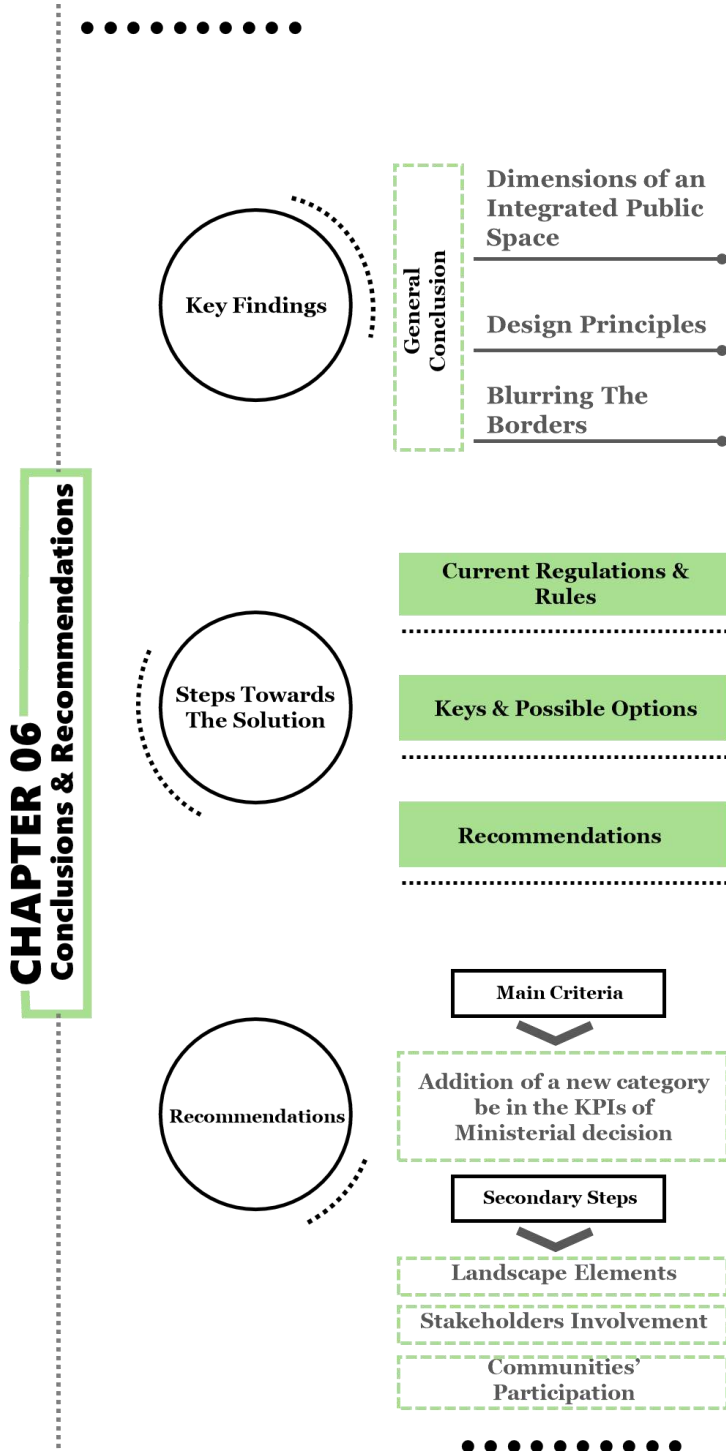 CHAPTER 06
Conclusions & Recommendations
Key Findings
General
Conclusion
Dimensions of an
Integrated Public
Space
Design Principles
Blurring The
Borders
Steps Towards
The Solution
Current Regulations &
Rules
Keys & Possible Options
Recommendations
Recommendations
Main Criteria
Addition of a new category
be in the KPIs of
Ministerial decision
Secondary Steps
Landscape Elements
Stakeholders Involvement
Communities’
Participation